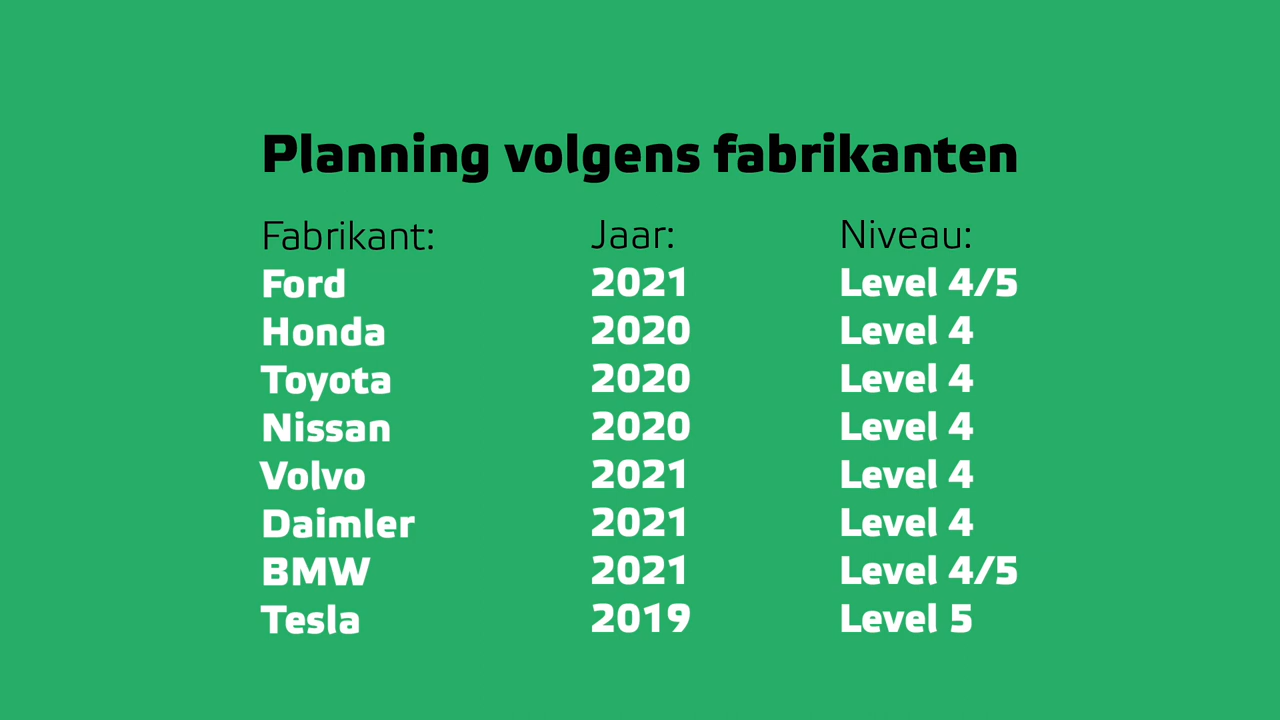 Planning volgens fabrikanten
Fabrikant: Jaar: Niveau:
Ford 2021 Level 4/5
Honda 2020 Level 4
Toyota 2020 Level 4
Nissan 2020 Level 4
Volvo 2021 Level 4
Daimler 2021 Level 4
BMW 2021 Level 4/5
Tesla 2019 Level 5